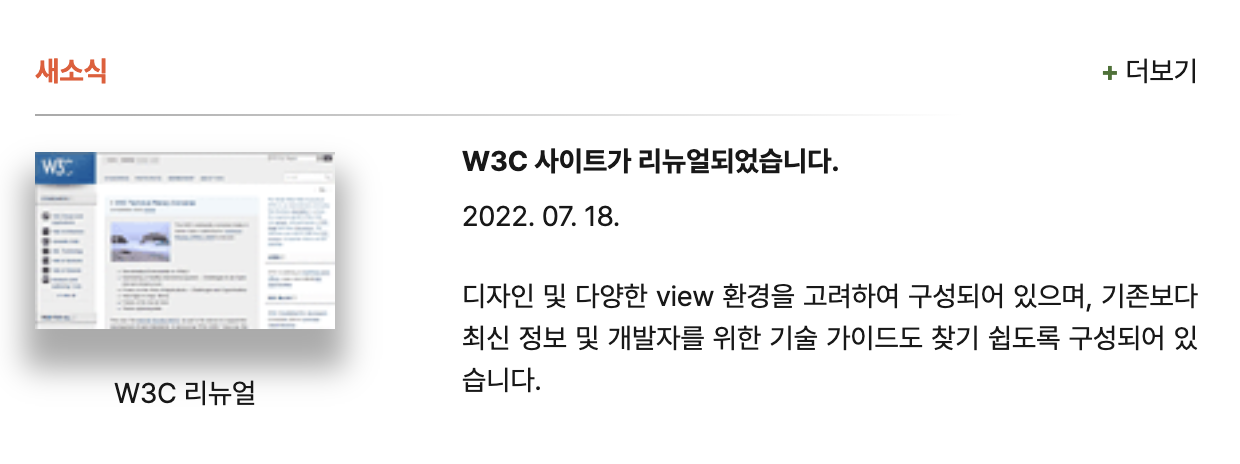 새소식
+ 더보기
W3C
W3C 리뉴얼
W3C 사이트가 리뉴얼되었습니다.
2022. 07. 18.
디자인 및 다양한 view 환경을 고려하여 구성되어 있으며, 기존보다
최신 정보 및 개발자를 위한 기술 가이드도 찾기 쉽도록 구성되어 있
습니다.